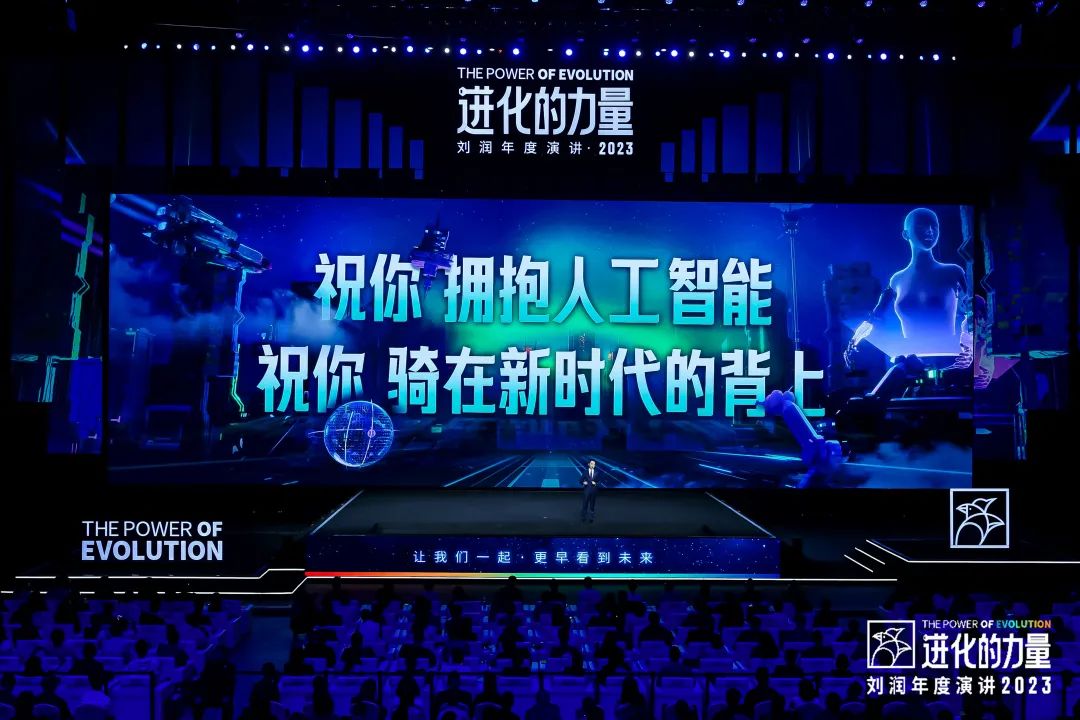 THE POWER OF EVOLUTION
进化的力量
刘润年度演讲·2023
祝你 拥抱人工智能
祝你 骑在新时代的背上
THE POWER OF
EVOLUTION
让我们一起·更早看到未来
THE POWER OF EVOLUTION
进化的力量
刘润年度演讲2023